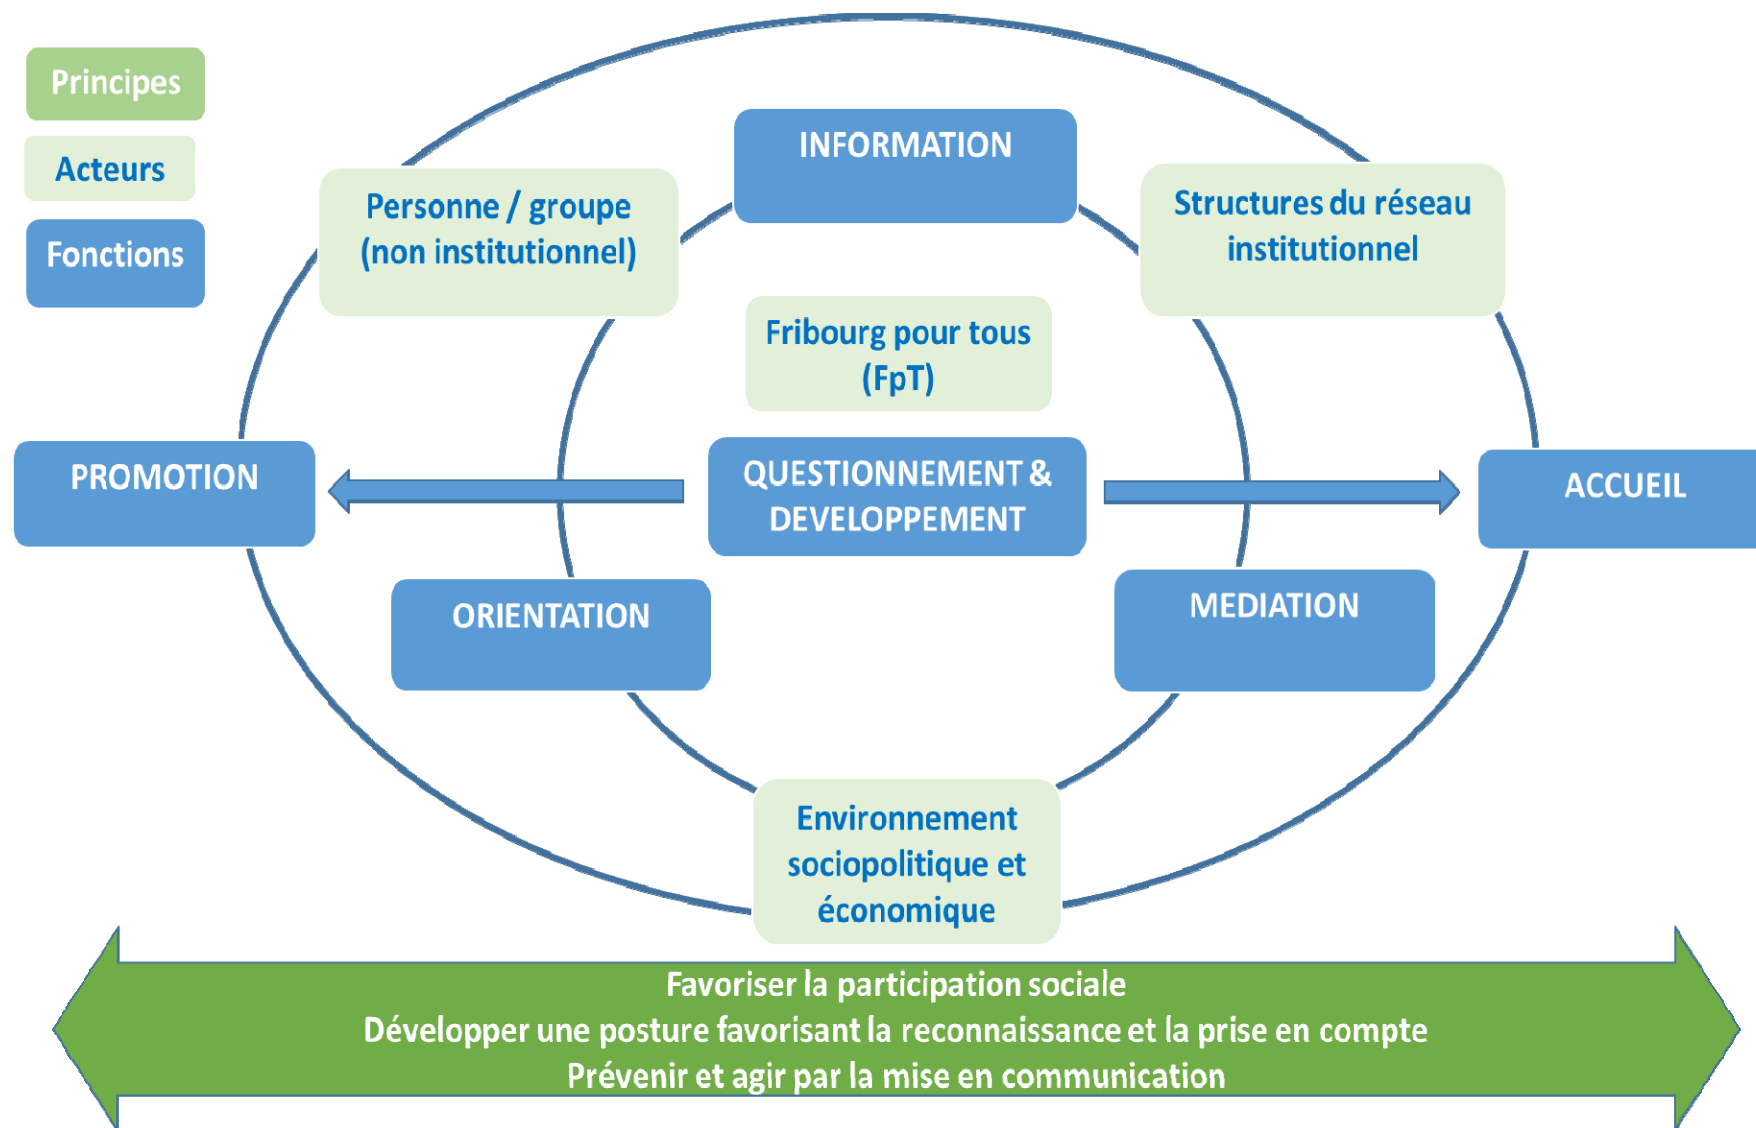 Principes
Acteurs
Fonctions
INFORMATION
Personne / groupe
(non institutionnel)
Structures du réseau
institutionnel
Fribourg pour tous
(FpT)
PROMOTION
QUESTIONNEMENT &
DEVELOPPEMENT
ACCUEIL
ORIENTATION
MEDIATION
Environnement
sociopolitique et
économique
Favoriser la participation sociale
Développer une posture favorisant la reconnaissance et la prise en compte
Prévenir et agir par la mise en communication